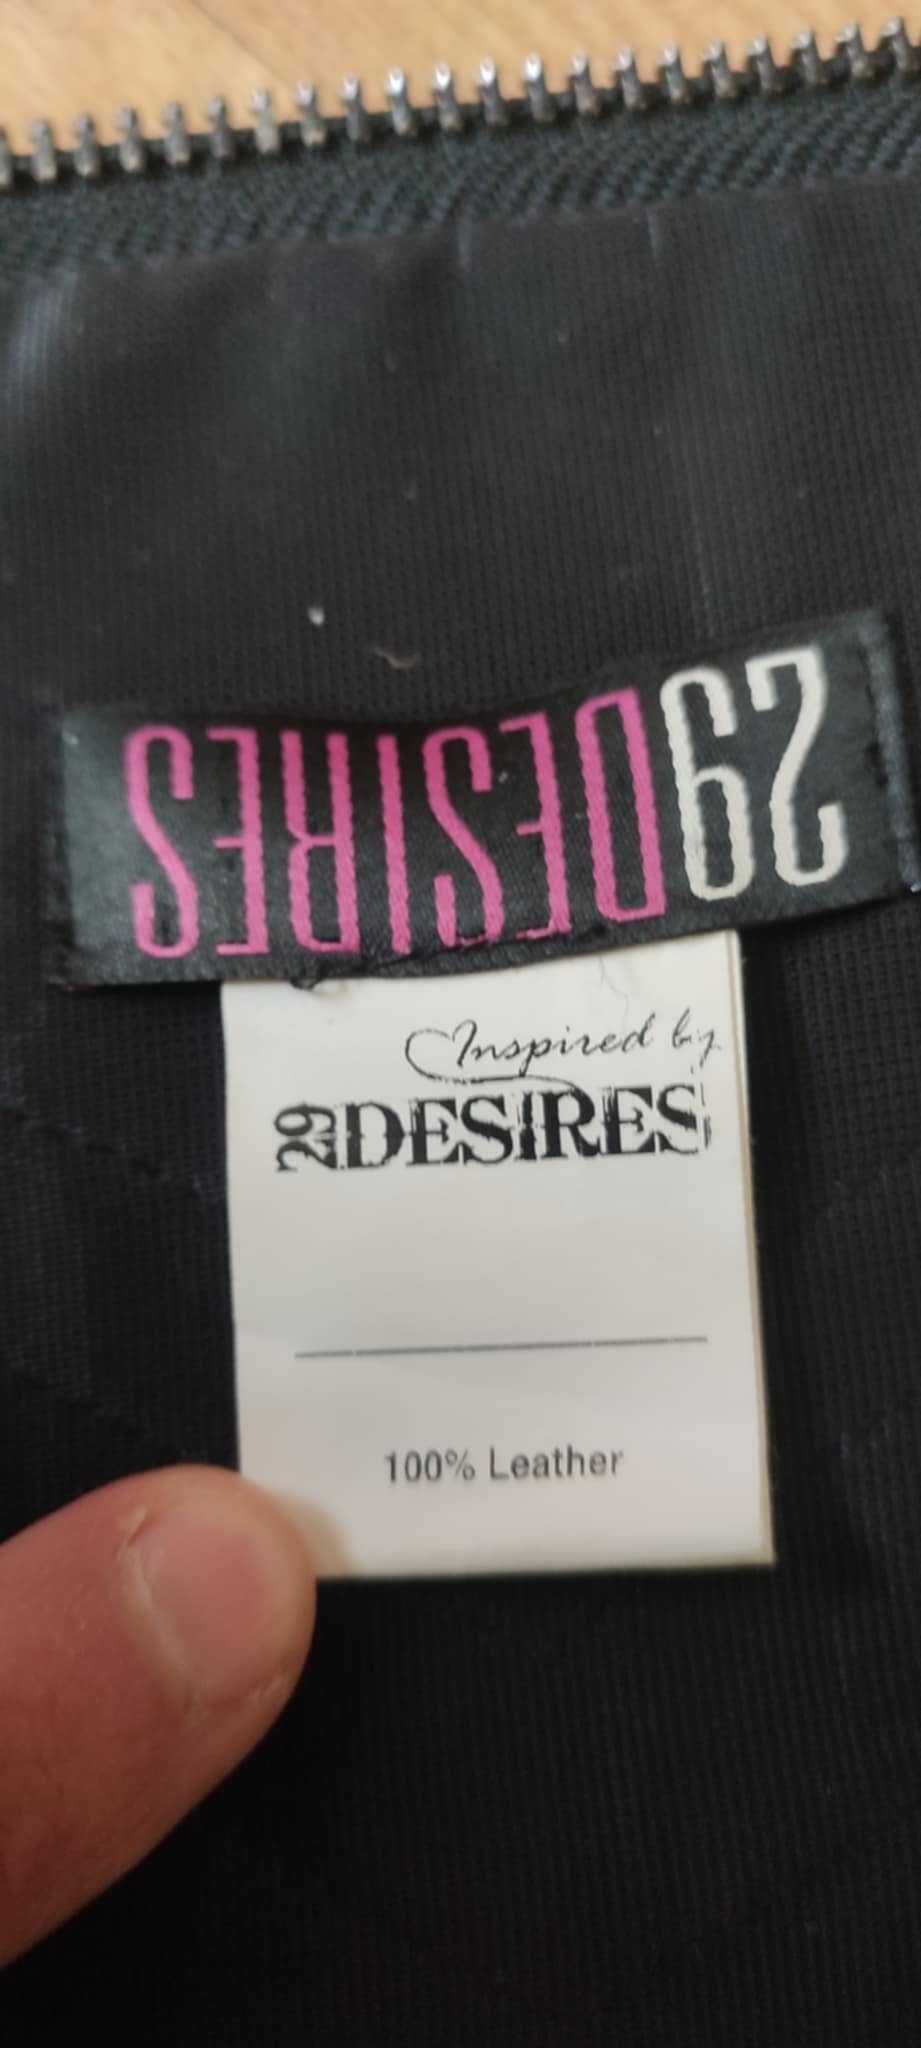 29DESIRES
Inspired by
29DESIRES
100% Leather